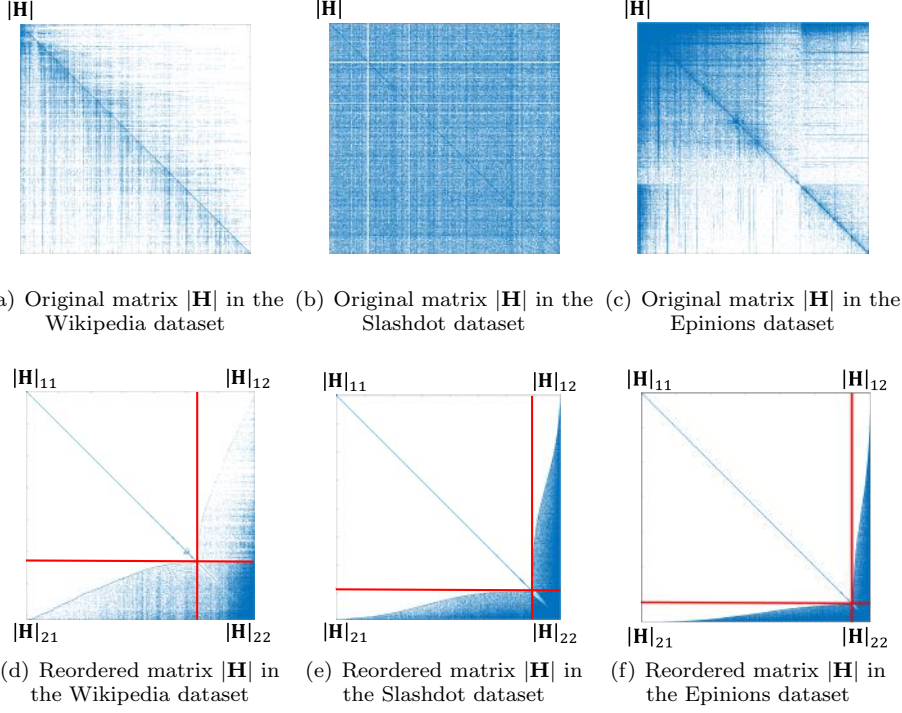 |H|
|H|
|H|
a) Original matrix |H| in the
Wikipedia dataset
(b) Original matrix |H| in the
Slashdot dataset
(c) Original matrix |H| in the
Epinions dataset
|H|₁₁
|H|₁₂
|H|₁₁
|H|₁₂
|H|₁₁
|H|₁₂
|H|₂₁
|H|₂₂
|H|₂₁
|H|₂₂
|H|₂₁
|H|₂₂
(d) Reordered matrix |H| in
the Wikipedia dataset
(e) Reordered matrix |H| in
the Slashdot dataset
(f) Reordered matrix |H| in
the Epinions dataset